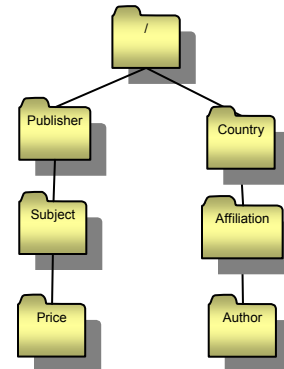 /
Publisher
Country
Subject
Affiliation
Price
Author